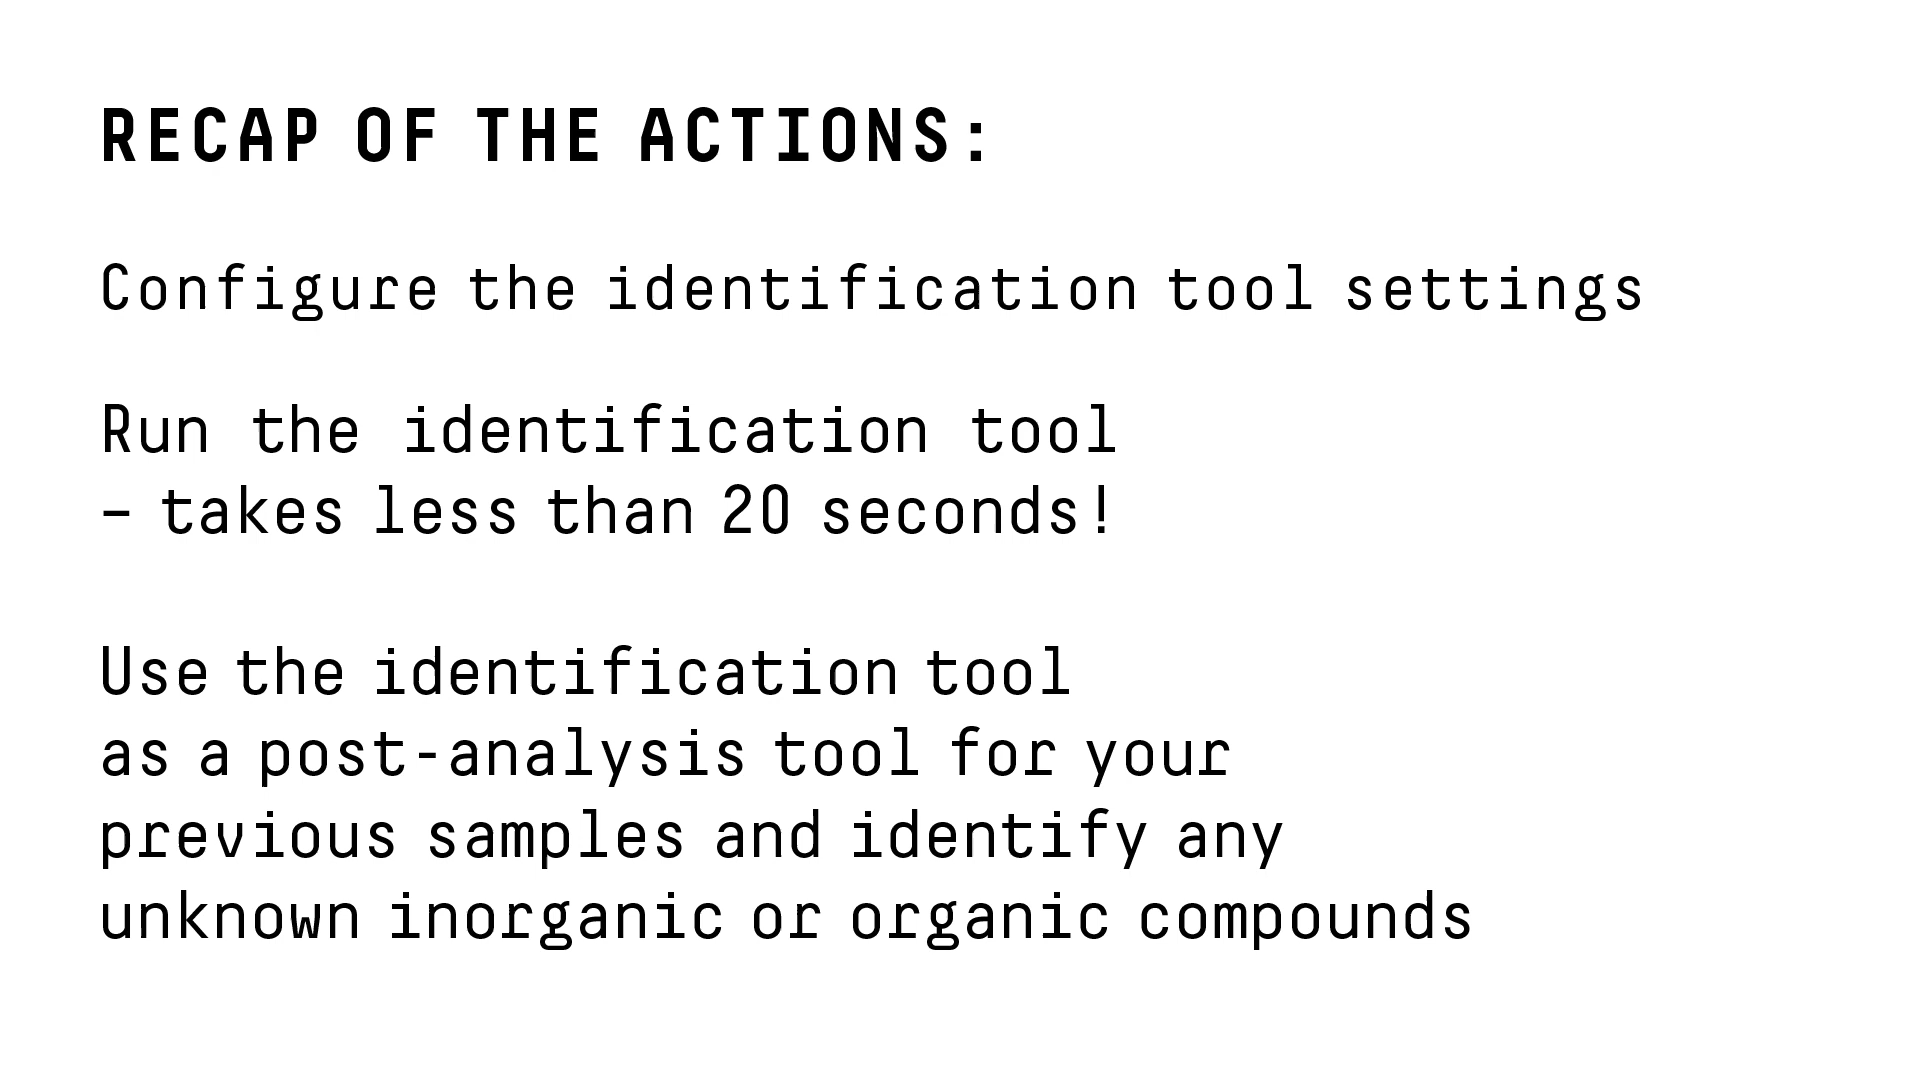 RECAP OF THE ACTIONS:
Configure the identification tool settings
Run the identification tool
– takes less than 20 seconds!
Use the identification tool
as a post-analysis tool for your
previous samples and identify any
unknown inorganic or organic compounds